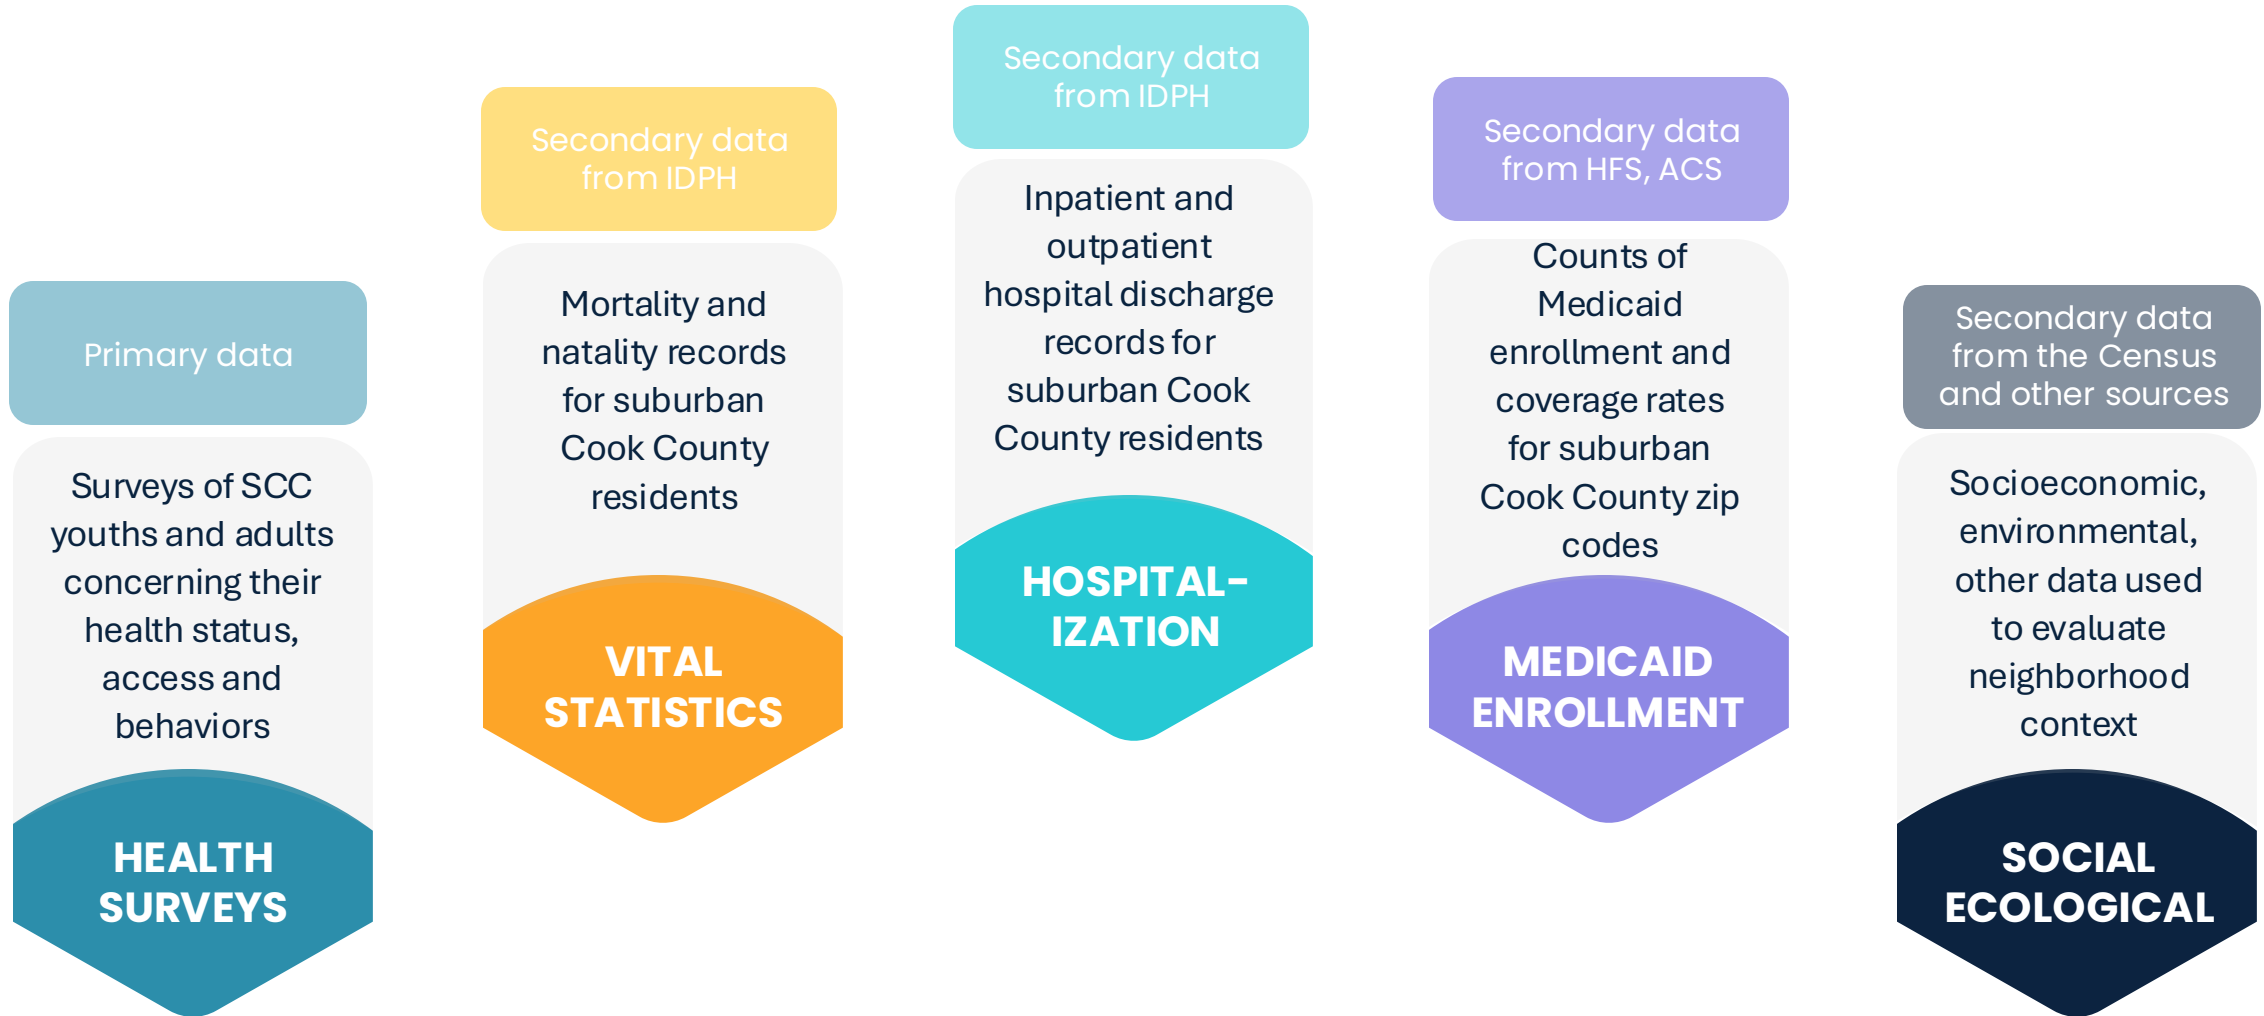 Primary data
Surveys of SCC
youths and adults
concerning their
health status,
access and
behaviors
HEALTH
SURVEYS
Secondary data
from IDPH
Mortality and
natality records
for suburban
Cook County
residents
VITAL
STATISTICS
Secondary data
from IDPH
Inpatient and
outpatient
hospital discharge
records for
suburban Cook
County residents
HOSPITAL-
IZATION
Secondary data
from HFS, ACS
Counts of
Medicaid
enrollment and
coverage rates
for suburban
Cook County zip
codes
MEDICAID
ENROLLMENT
Secondary data
from the Census
and other sources
Socioeconomic,
environmental,
other data used
to evaluate
neighborhood
context
SOCIAL
ECOLOGICAL